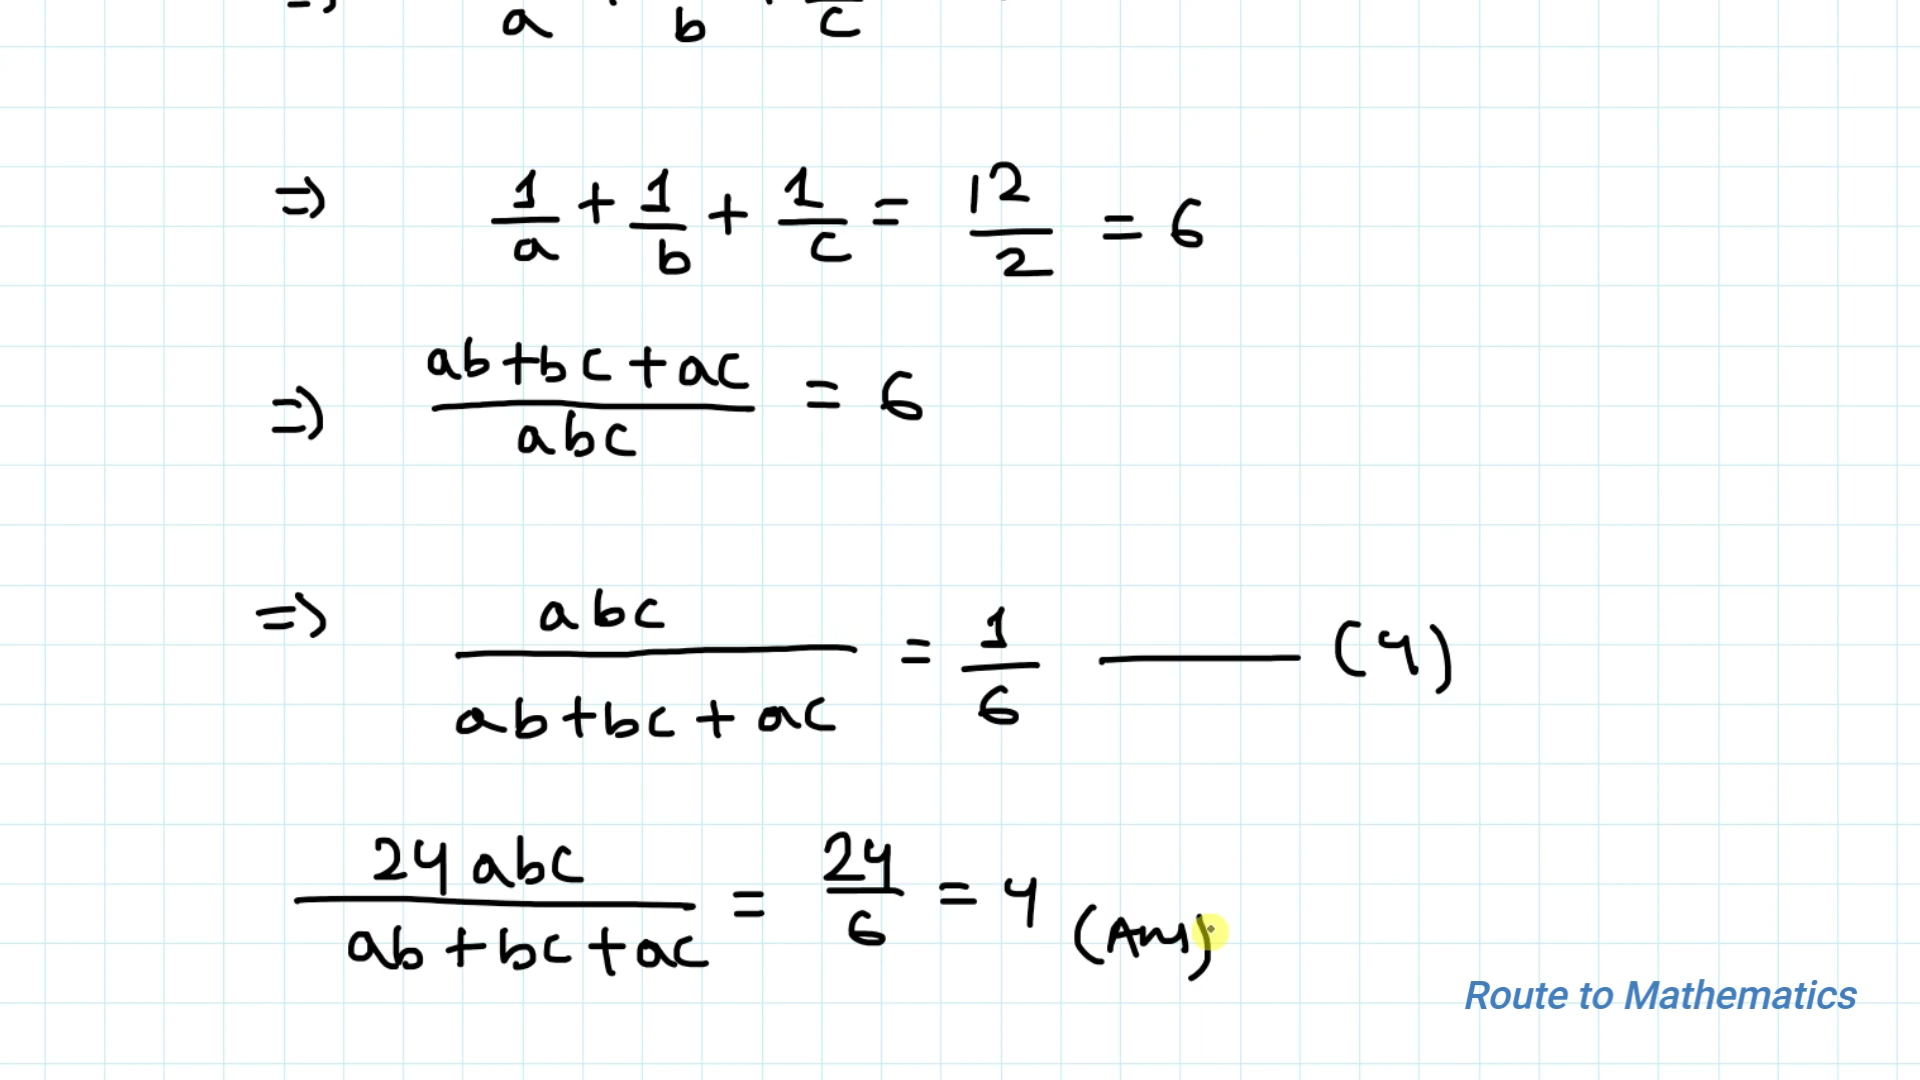 => a b c
=> 1/a + 1/b + 1/c = 12/2 = 6
=> ab+bc+ac/abc = 6
=> abc/ab+bc+ac = 1/6 —— (4)
24abc/ab+bc+ac = 24/6 = 4 (Ans)
Route to Mathematics